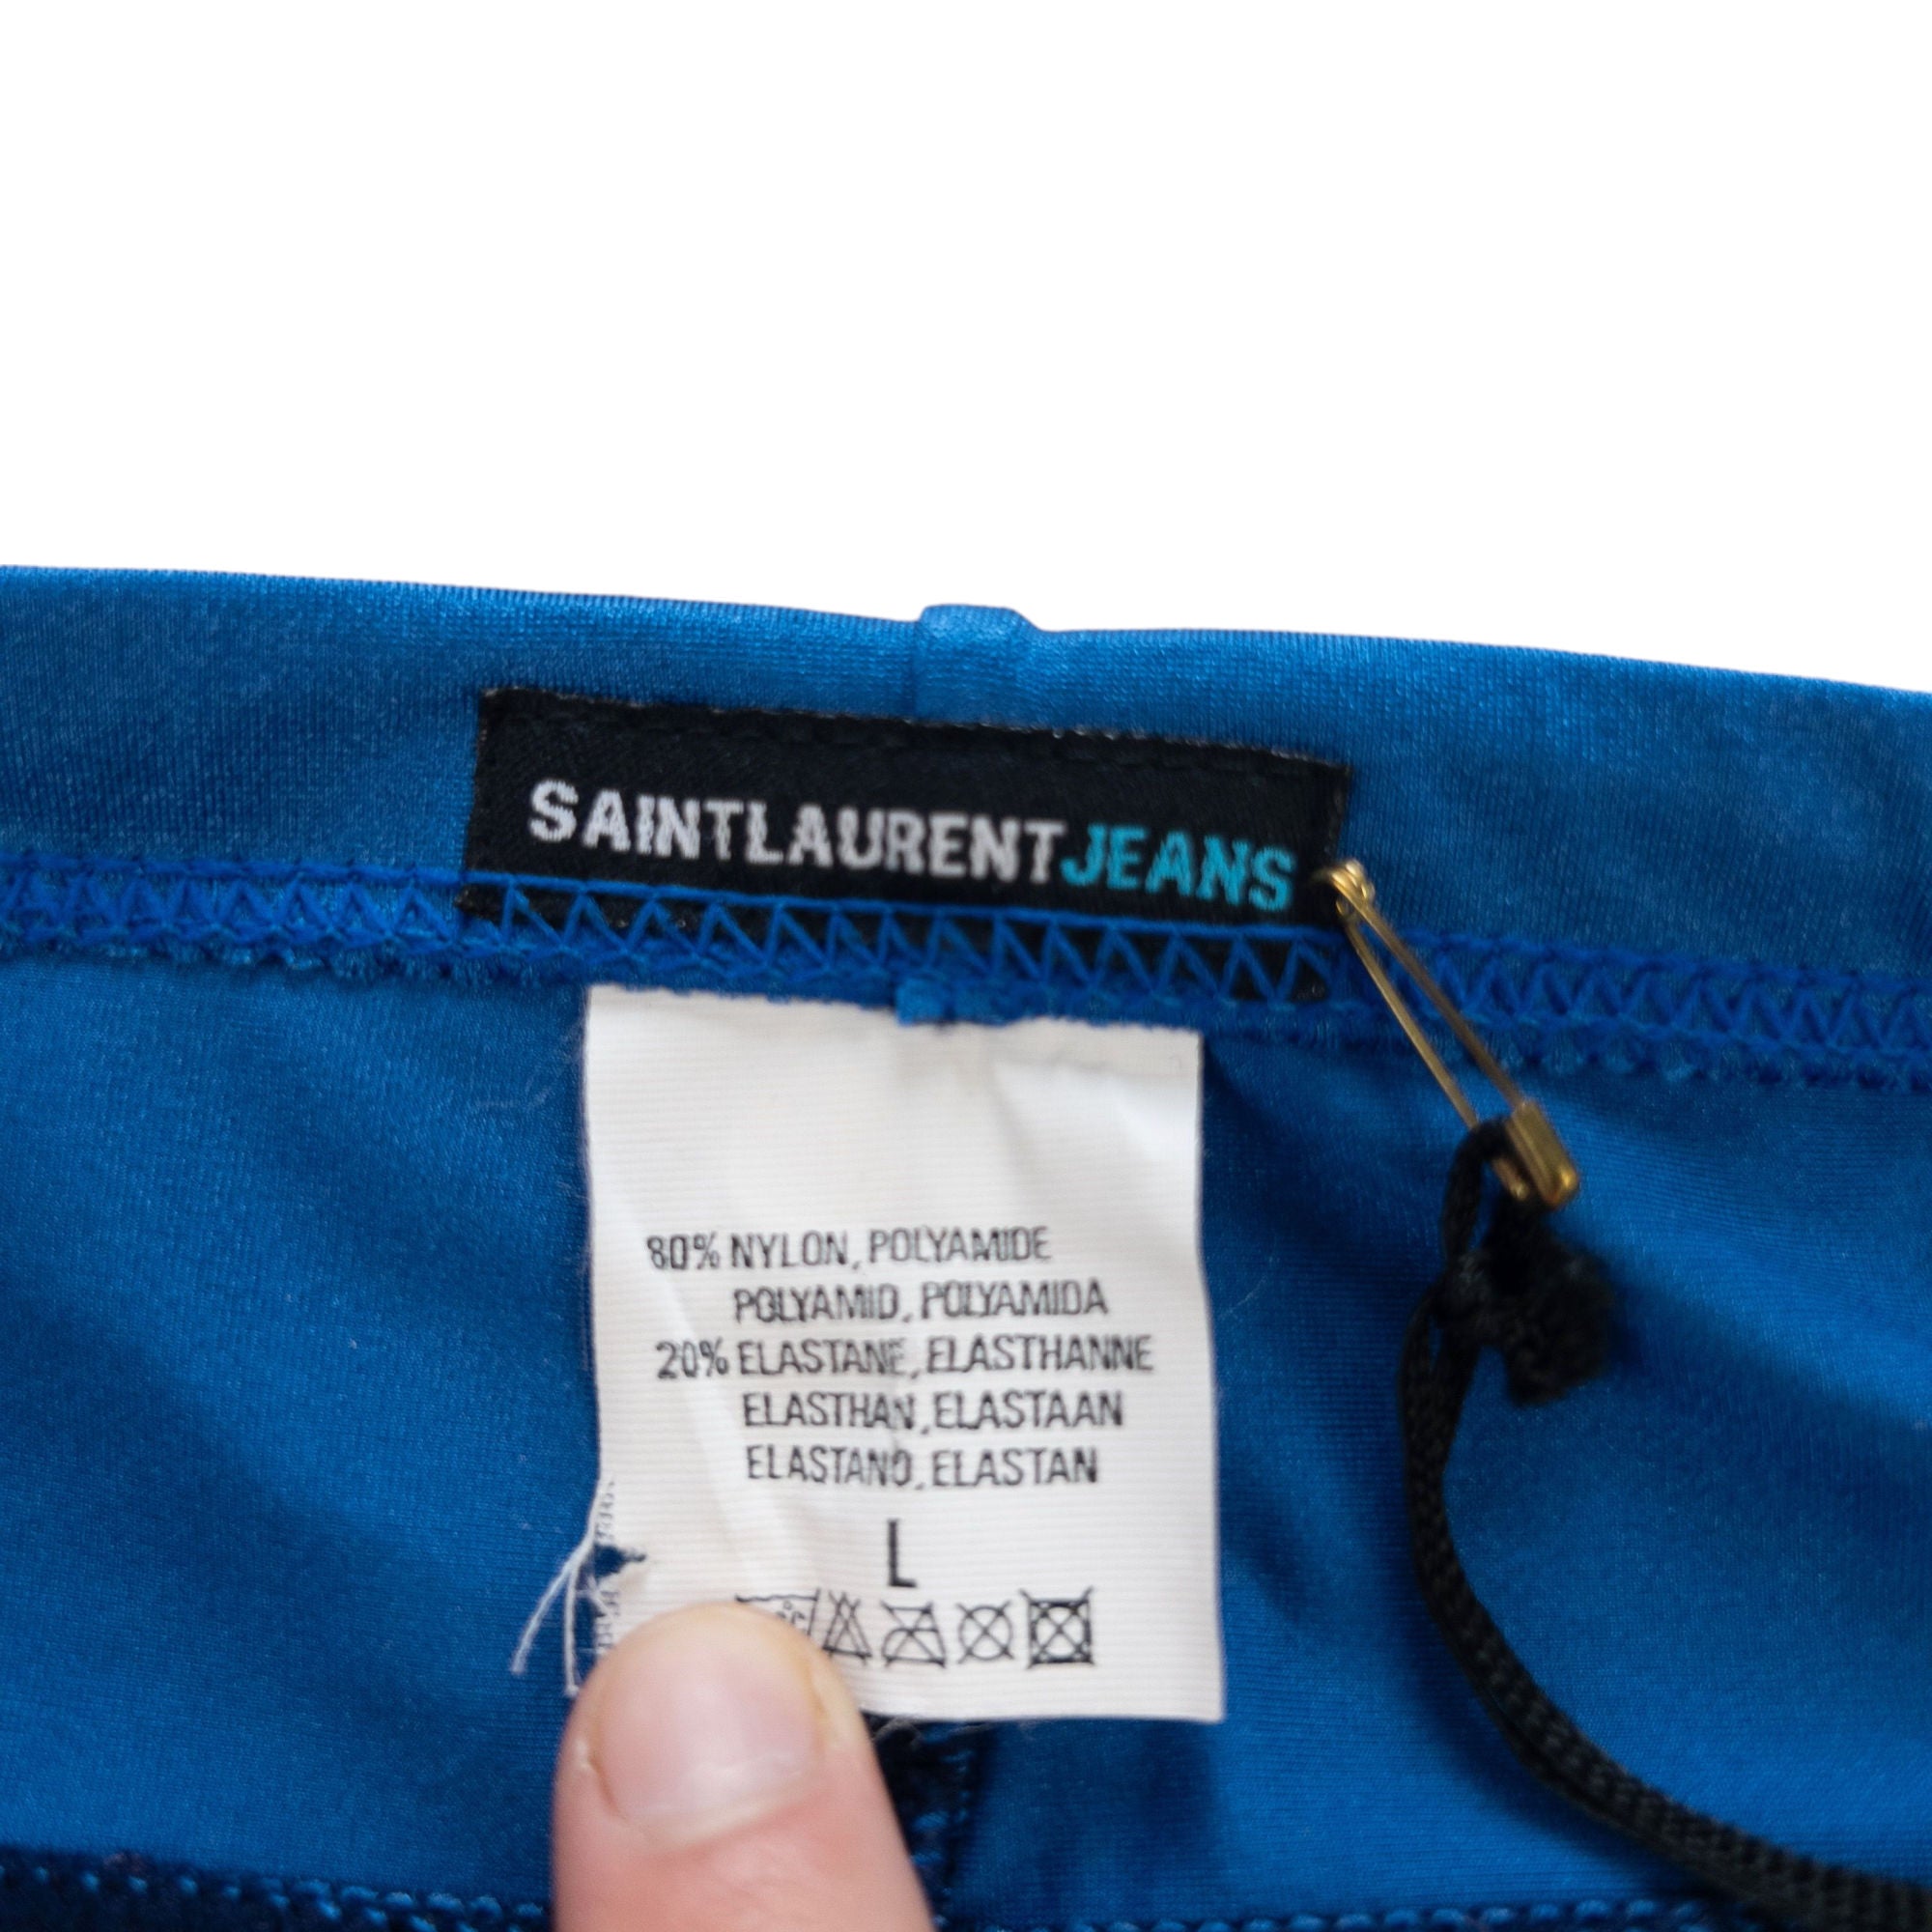 SAINTLAURENTJEANS
80% NYLON, POLYAMIDE
POLYAMID, POLYAMIDA
20% ELASTANE, ELASTHANNE
ELASTHAN, ELASTAAN
ELASTANO, ELASTAN
L